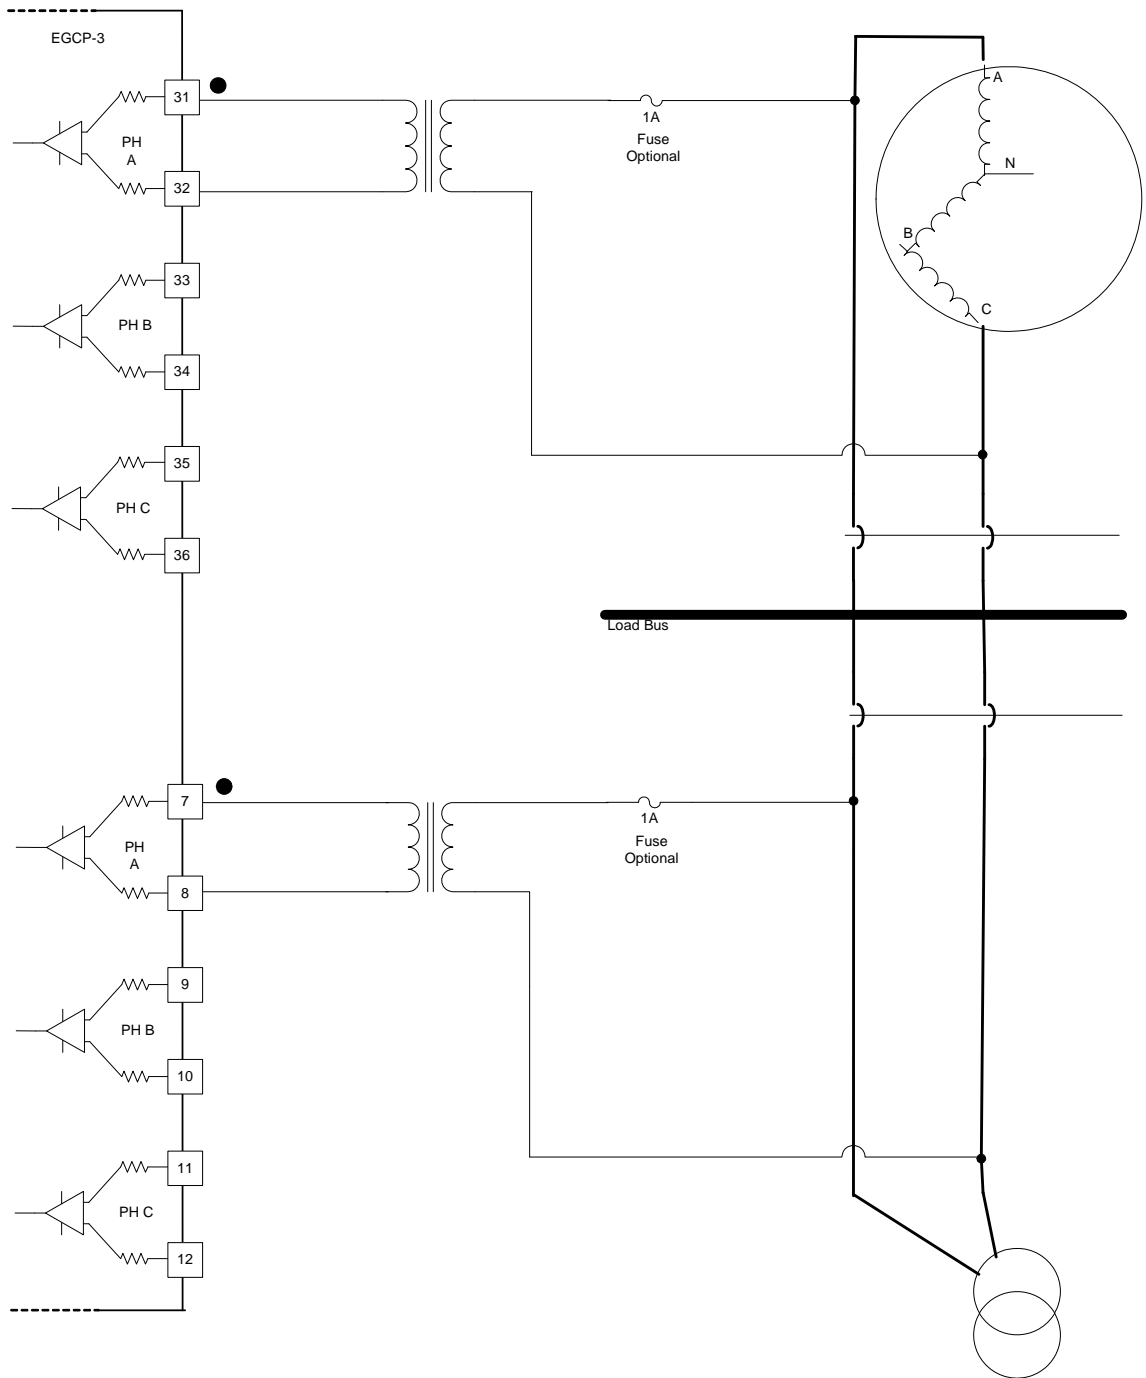 EGCP-3
31
PH
A
32
1A
Fuse
Optional
A
N
B
C
33
PH B
34
35
PH C
36
Load Bus
7
PH
A
8
1A
Fuse
Optional
9
PH B
10
11
PH C
12